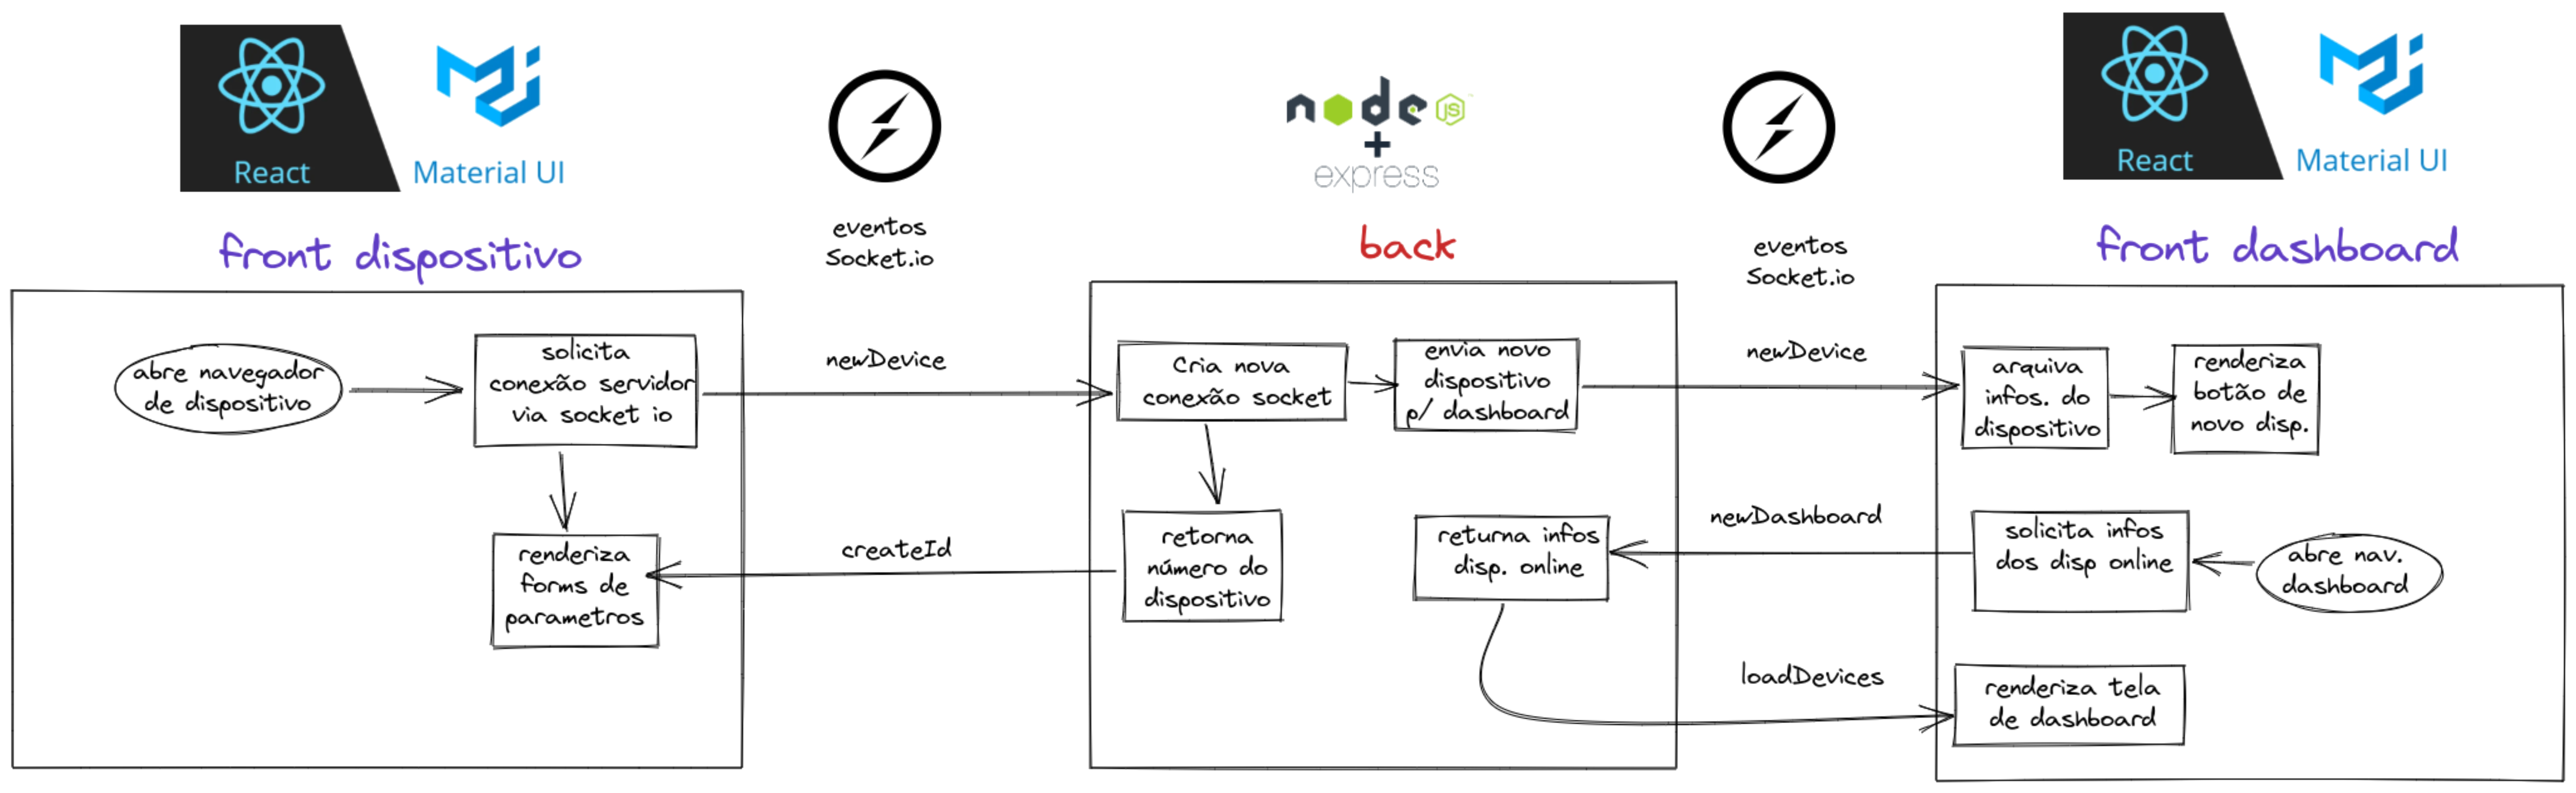 React
Material UI
node JS
+
express
React
Material UI
eventos
Socket.io
eventos
Socket.io
front dispositivo
back
front dashboard
abre navegador
de dispositivo
solicita
conexão servidor
via socket io
newDevice
Cria nova
conexão socket
envia novo
dispositivo
p/ dashboard
newDevice
arquiva
infos. do
dispositivo
renderiza
botão de
novo disp.
renderiza
forms de
parametros
createId
retorna
número do
dispositivo
returna infos
disp. online
newDashboard
solicita infos
dos disp online
abre nav.
dashboard
loadDevices
renderiza tela
de dashboard